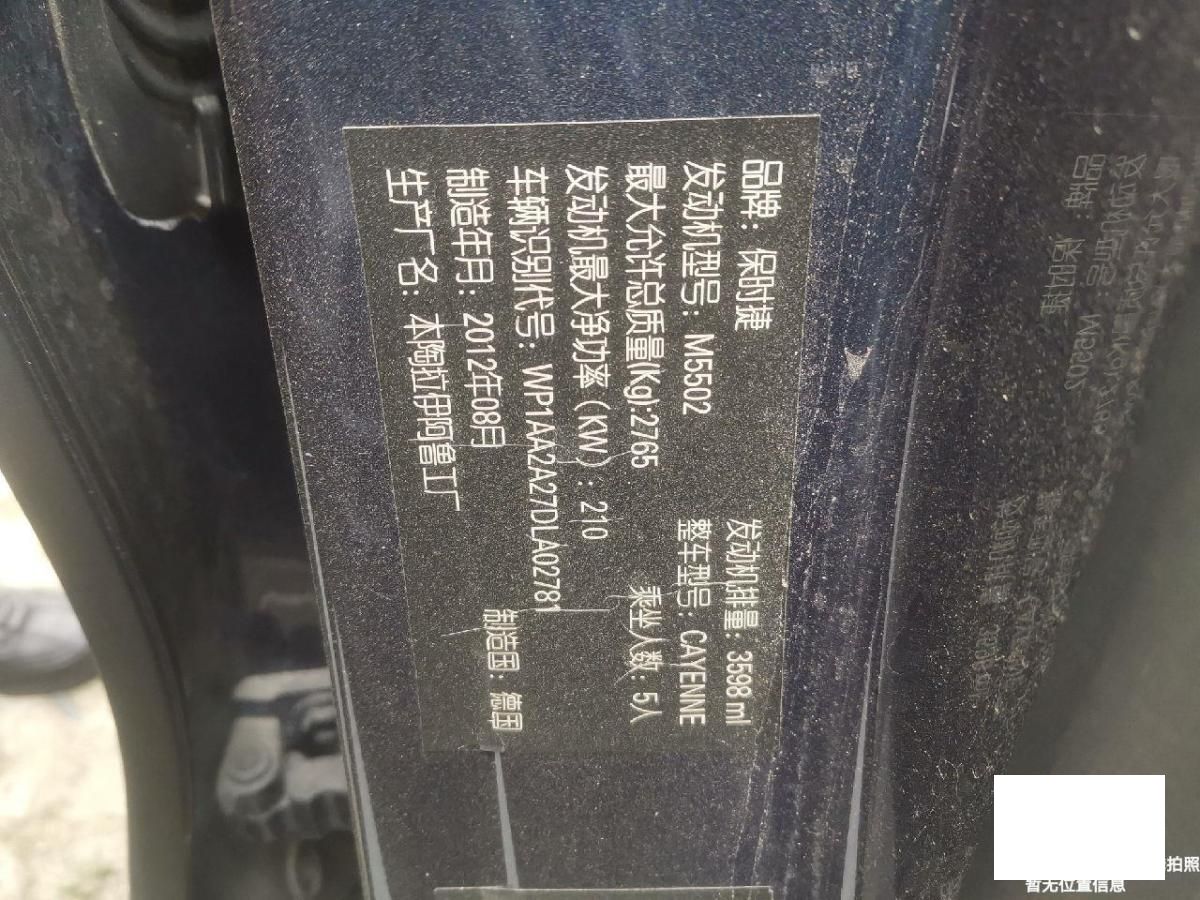 品牌：保时捷
发动机排量：3598 ml
发动机型号：M5502
整车型号：CAYENNE
最大允许总质量(Kg):2765
乘坐人数：5人
发动机最大净功率（KW）: 210
车辆识别代号：WP1AA2A27DLA02781
制造年月：2012年08月
制造国：德国
生产厂名：本陶拉伊阿鲁工厂
拍照
暂无位置信息